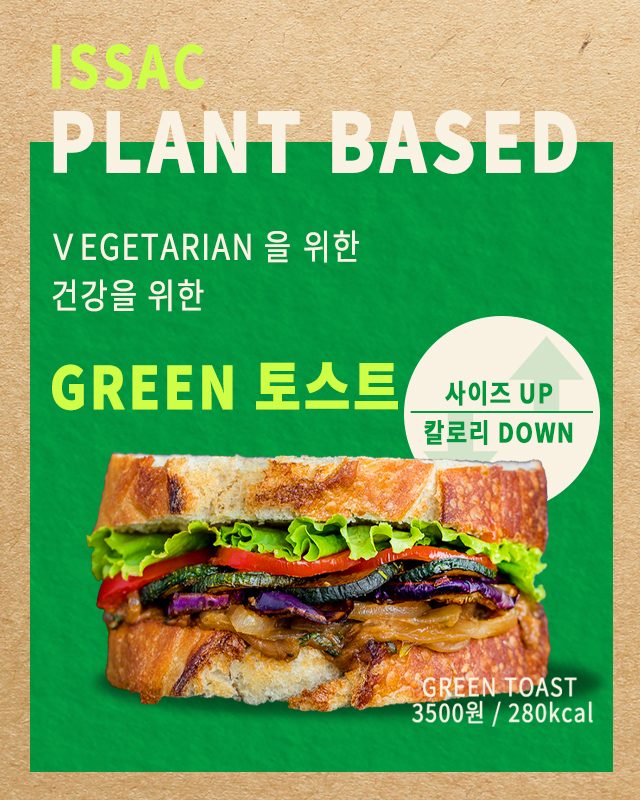 ISSAC
PLANT BASED
VEGETARIAN 을 위한
건강을 위한
GREEN 토스트
사이즈 UP
칼로리 DOWN
GREEN TOAST
3500원 / 280kcal